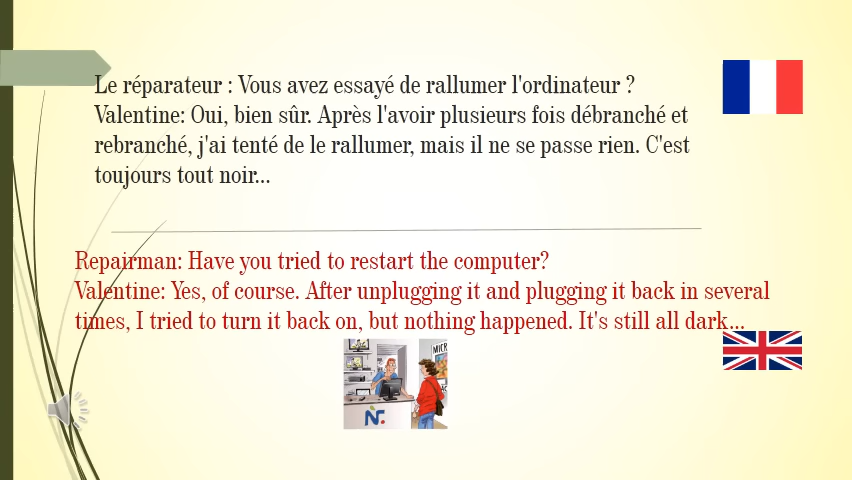 Le réparateur : Vous avez essayé de rallumer l'ordinateur ?
Valentine: Oui, bien sûr. Après l'avoir plusieurs fois débranché et
rebranché, j'ai tenté de le rallumer, mais il ne se passe rien. C'est
toujours tout noir...
Repairman: Have you tried to restart the computer?
Valentine: Yes, of course. After unplugging it and plugging it back in several
times, I tried to turn it back on, but nothing happened. It's still all dark...
MICR